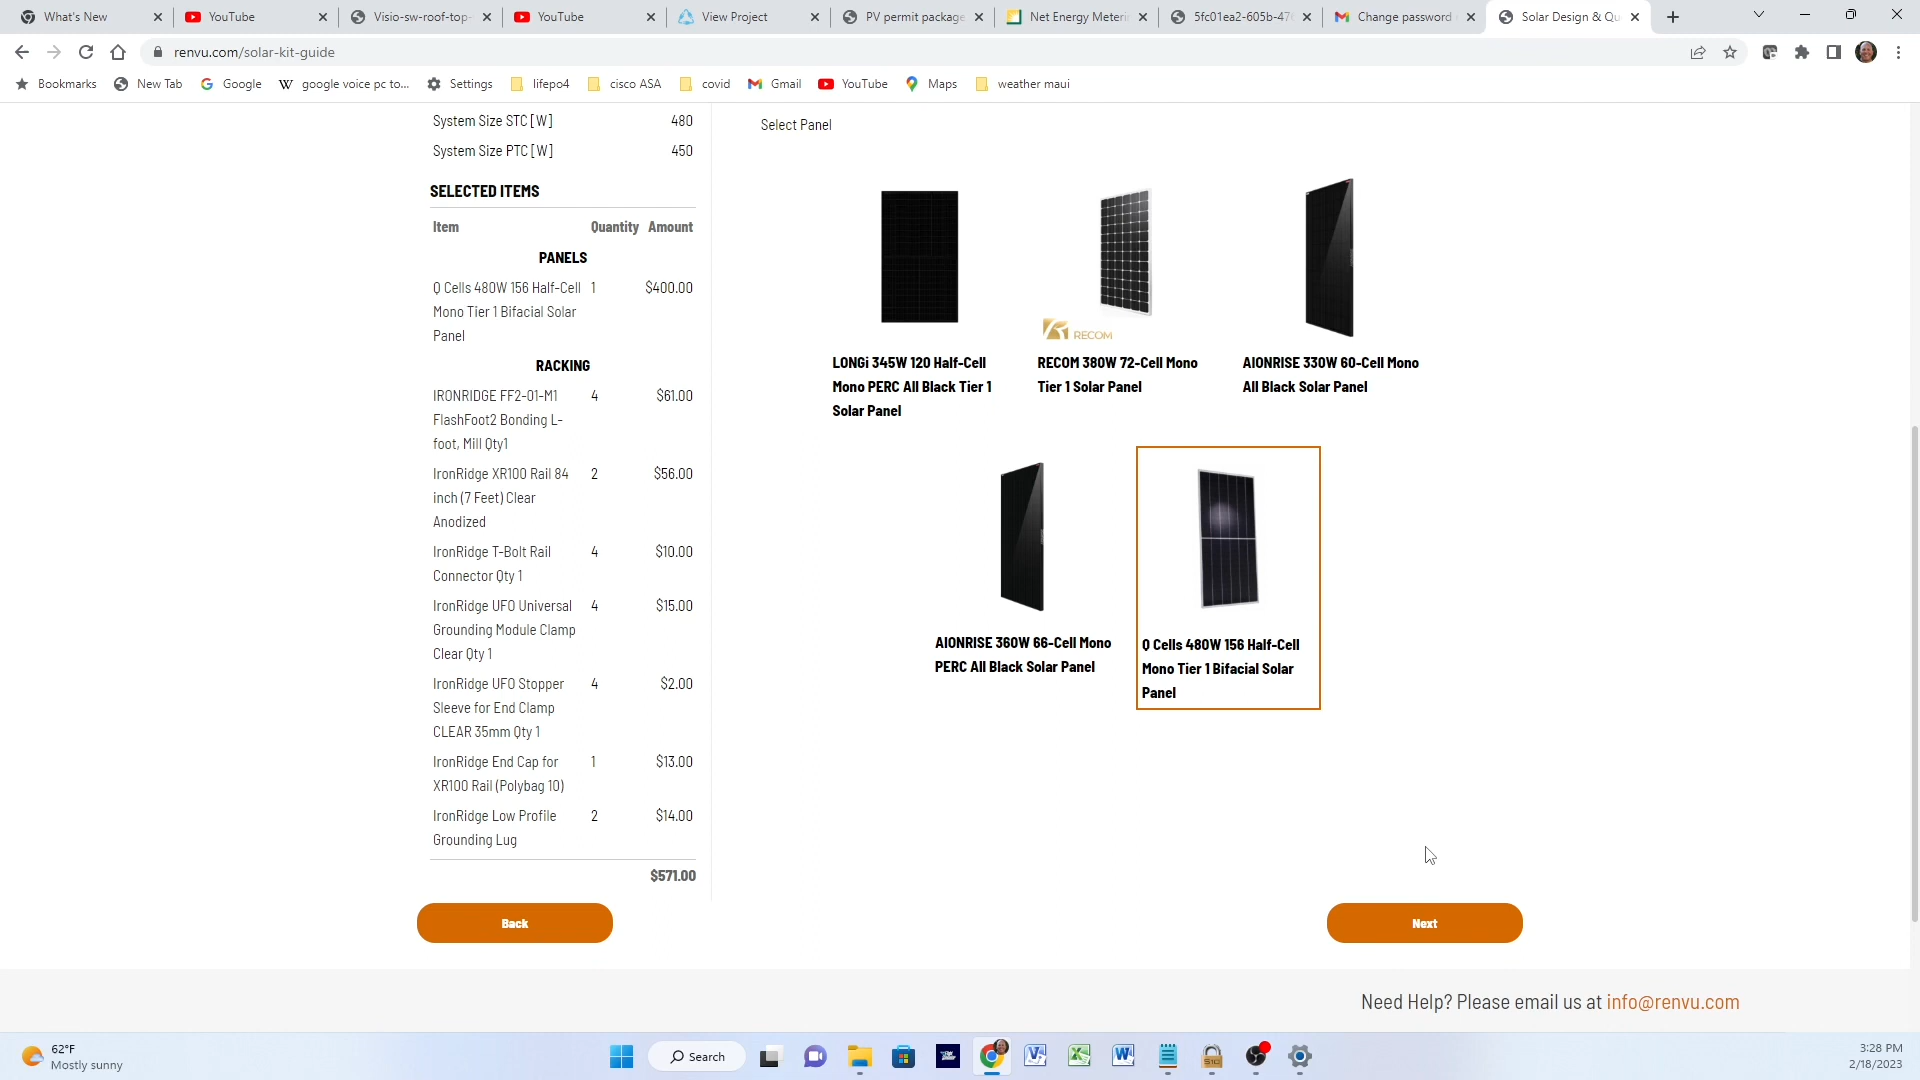 What's New
YouTube
Visio-sw-roof-top-
YouTube
View Project
PV permit package
Net Energy Meterin
5fc01ea2-605b-476
Change password
Solar Design & Qu
renvu.com/solar-kit-guide
Bookmarks
New Tab
Google
google voice pc to...
Settings
lifepo4
cisco ASA
covid
Gmail
YouTube
Maps
weather maui
System Size STC [W] 480
System Size PTC [W] 450
SELECTED ITEMS
Item Quantity Amount
PANELS
Q Cells 480W 156 Half-Cell 1 $400.00
Mono Tier 1 Bifacial Solar
Panel
RACKING
IRONRIDGE FF2-01-M1 4 $61.00
FlashFoot2 Bonding L-
foot, Mill Qty1
IronRidge XR100 Rail 84 2 $56.00
inch (7 Feet) Clear
Anodized
IronRidge T-Bolt Rail 4 $10.00
Connector Qty 1
IronRidge UFO Universal 4 $15.00
Grounding Module Clamp
Clear Qty 1
IronRidge UFO Stopper 4 $2.00
Sleeve for End Clamp
CLEAR 35mm Qty 1
IronRidge End Cap for 1 $13.00
XR100 Rail (Polybag 10)
IronRidge Low Profile 2 $14.00
Grounding Lug
$571.00
Back
Select Panel
RECOM
LONGi 345W 120 Half-Cell
Mono PERC All Black Tier 1
Solar Panel
RECOM 380W 72-Cell Mono
Tier 1 Solar Panel
AIONRISE 330W 60-Cell Mono
All Black Solar Panel
AIONRISE 360W 66-Cell Mono
PERC All Black Solar Panel
Q Cells 480W 156 Half-Cell
Mono Tier 1 Bifacial Solar
Panel
Next
Need Help? Please email us at info@renvu.com
62°F
Mostly sunny
Search
3:28 PM
2/18/2023